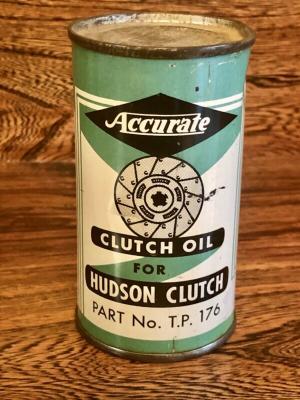 Accurate
CLUTCH OIL
FOR
HUDSON CLUTCH
PART No. T.P. 176